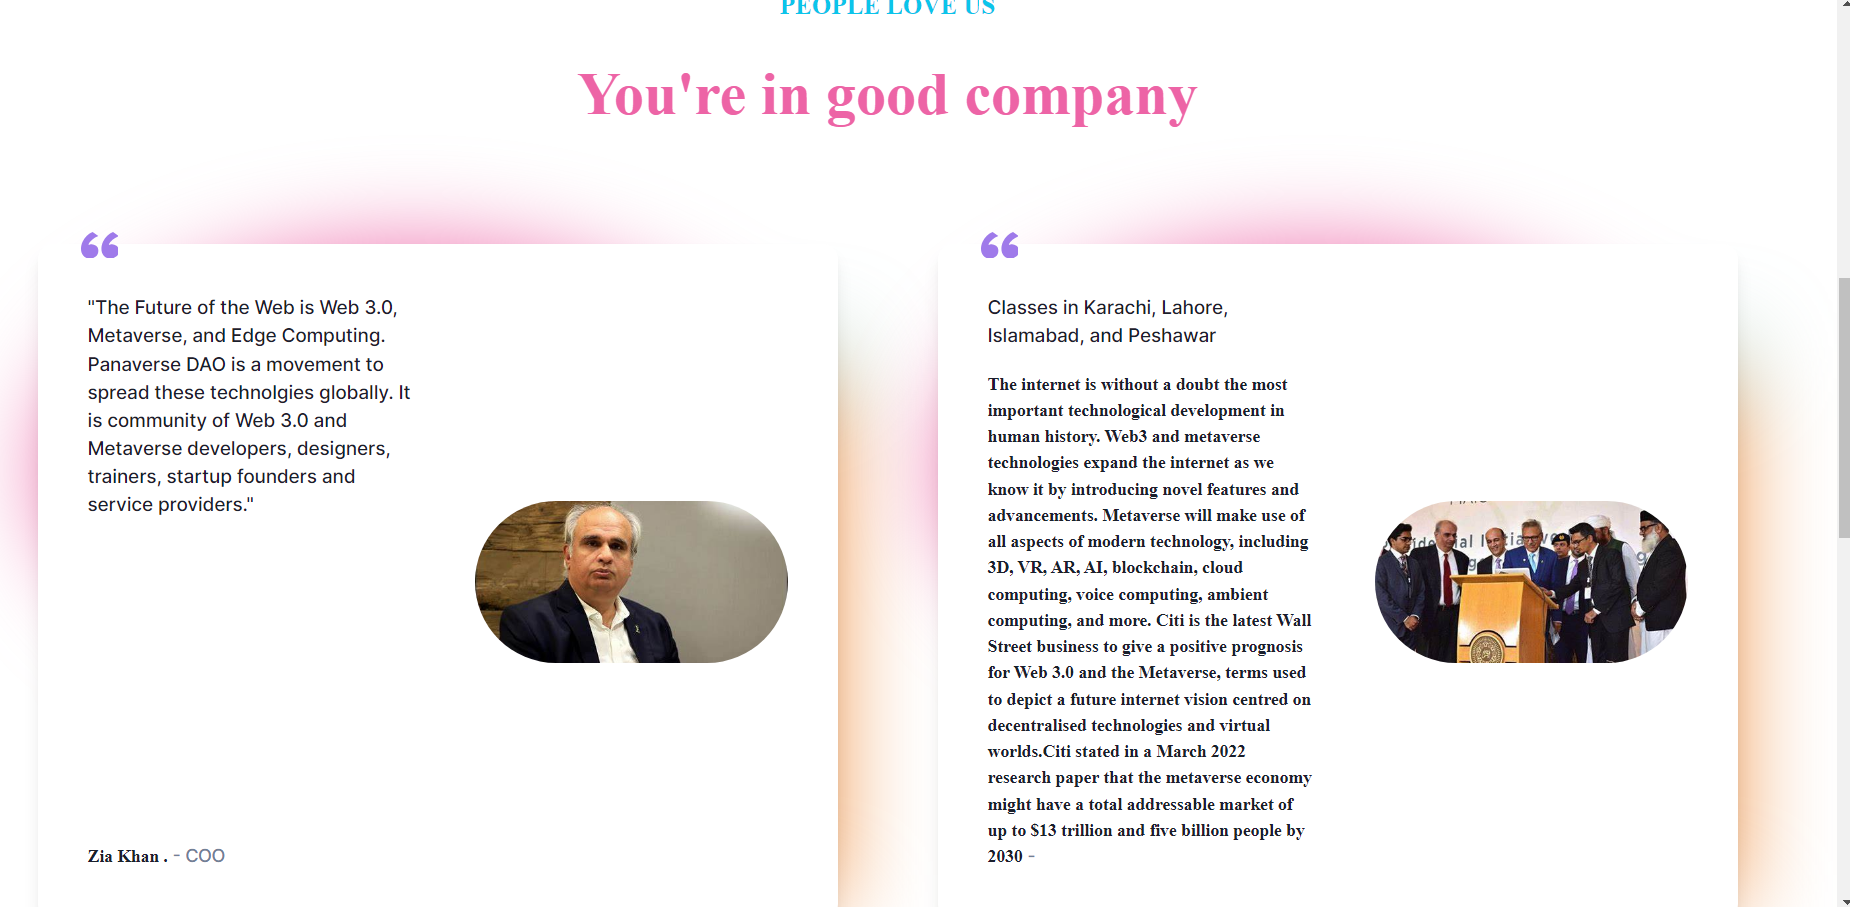 PEOPLE LOVE US
You're in good company
"The Future of the Web is Web 3.0,
Metaverse, and Edge Computing.
Panaverse DAO is a movement to
spread these technolgies globally. It
is community of Web 3.0 and
Metaverse developers, designers,
trainers, startup founders and
service providers."
Zia Khan . - COO
Classes in Karachi, Lahore,
Islamabad, and Peshawar
The internet is without a doubt the most
important technological development in
human history. Web3 and metaverse
technologies expand the internet as we
know it by introducing novel features and
advancements. Metaverse will make use of
all aspects of modern technology, including
3D, VR, AR, AI, blockchain, cloud
computing, voice computing, ambient
computing, and more. Citi is the latest Wall
Street business to give a positive prognosis
for Web 3.0 and the Metaverse, terms used
to depict a future internet vision centred on
decentralised technologies and virtual
worlds.Citi stated in a March 2022
research paper that the metaverse economy
might have a total addressable market of
up to $13 trillion and five billion people by
2030 -